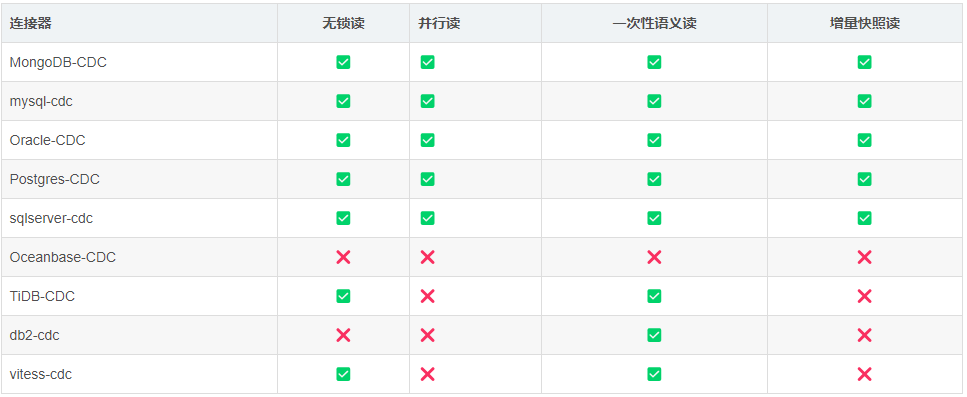 连接器 无锁读 并行读 一次性语义读 增量快照读
MongoDB-CDC ✅ ✅ ✅ ✅
mysql-cdc ✅ ✅ ✅ ✅
Oracle-CDC ✅ ✅ ✅ ✅
Postgres-CDC ✅ ✅ ✅ ✅
sqlserver-cdc ✅ ✅ ✅ ✅
Oceanbase-CDC ❌ ❌ ❌ ❌
TiDB-CDC ✅ ❌ ✅ ❌
db2-cdc ❌ ❌ ✅ ❌
vitess-cdc ✅ ❌ ✅ ❌